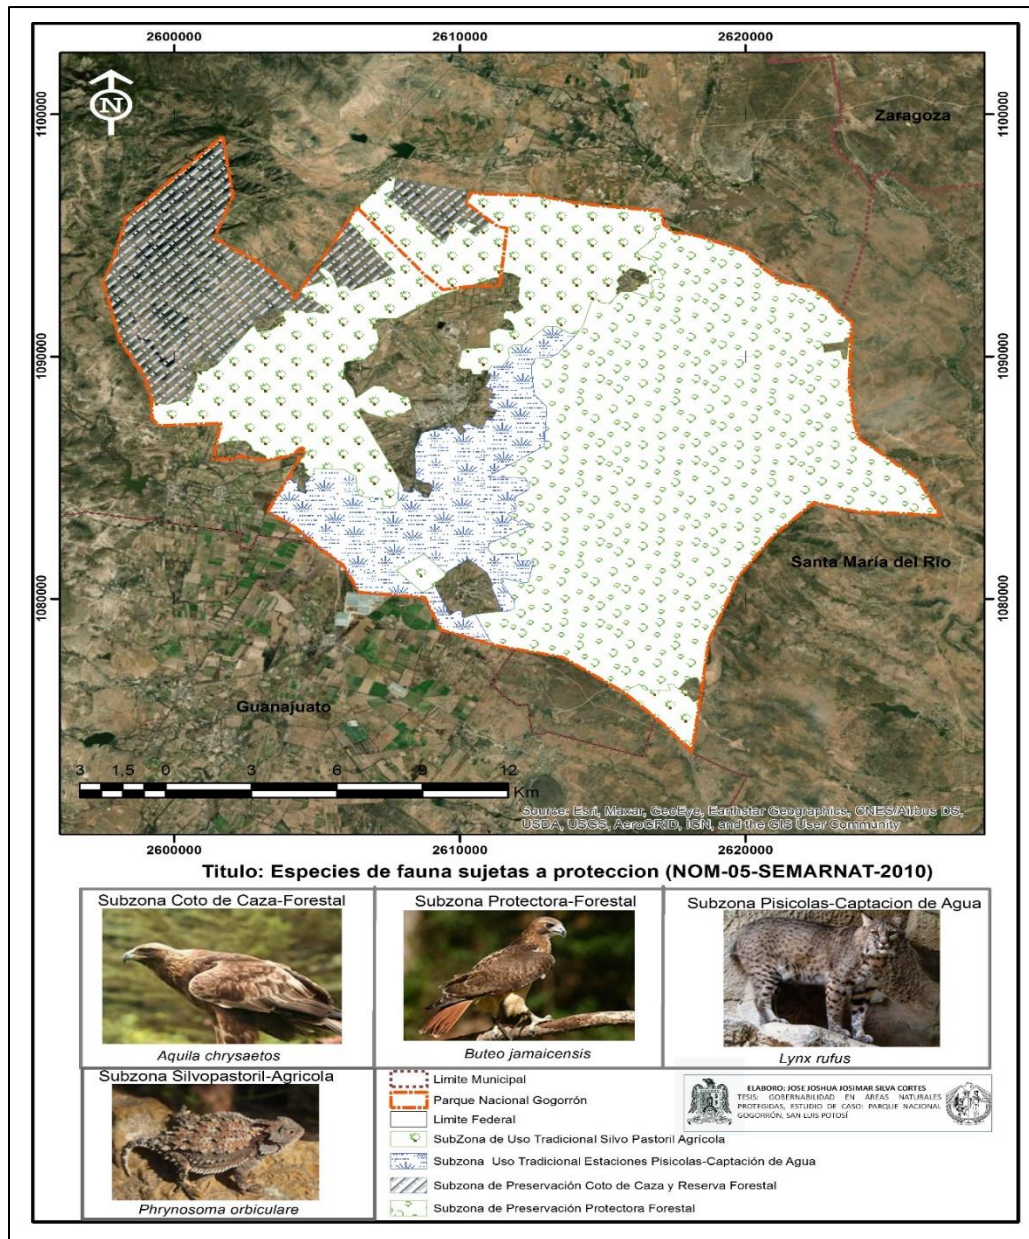 2600000 2610000 2620000
N
1100000
1100000
Zaragoza
1090000
1090000
Santa María del Río
1080000
1080000
Guanajuato
3 1,5 0 3 6 9 12
Km
Source: Esri, Maxar, GeoEye, Earthstar Geographics, CNES/Airbus DS,
USDA, USGS, AeroGRID, IGN, and the GIS User Community
2600000 2610000 2620000
Titulo: Especies de fauna sujetas a proteccion (NOM-05-SEMARNAT-2010)
Subzona Coto de Caza-Forestal
Aquila chrysaetos
Subzona Protectora-Forestal
Buteo jamaicensis
Subzona Pisicolas-Captacion de Agua
Lynx rufus
Subzona Silvopastoril-Agricola
Phrynosoma orbiculare
Limite Municipal
Parque Nacional Gogorrón
Limite Federal
SubZona de Uso Tradicional Silvo Pastoril Agrícola
Subzona Uso Tradicional Estaciones Pisicolas-Captación de Agua
Subzona de Preservación Coto de Caza y Reserva Forestal
Subzona de Preservación Protectora Forestal
ELABORO: JOSE JOSHUA JOSIMAR SILVA CORTES
TESIS: GOBERNABILIDAD EN ÁREAS NATURALES
PROTEGIDAS, ESTUDIO DE CASO: PARQUE NACIONAL
GOGORRÓN, SAN LUIS POTOSÍ